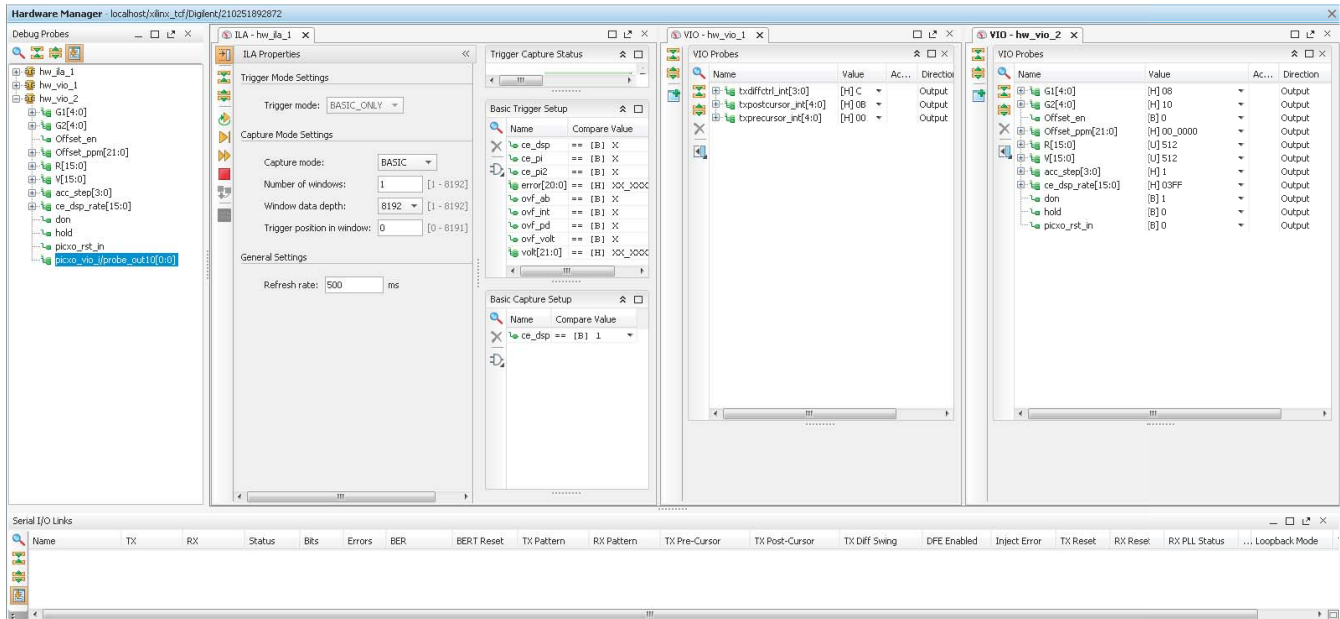 Hardware Manager - localhost/xilinx_tcf/Digilent/210251892872
Debug Probes
hw_ila_1
hw_vio_1
hw_vio_2
G1[4:0]
G2[4:0]
Offset_en
Offset_ppm[21:0]
R[15:0]
V[15:0]
acc_step[3:0]
ce_dsp_rate[15:0]
don
hold
picxo_rst_in
picxo_vio_i/probe_out10[0:0]
ILA - hw_ila_1
ILA Properties
Trigger Mode Settings
Trigger mode: BASIC_ONLY
Capture Mode Settings
Capture mode: BASIC
Number of windows: 1 [1 - 8192]
Window data depth: 8192 [1 - 8192]
Trigger position in window: 0 [0 - 8191]
General Settings
Refresh rate: 500 ms
Trigger Capture Status
Basic Trigger Setup
Name Compare Value
ce_dsp == [B] X
ce_pi == [B] X
ce_pi2 == [B] X
error[20:0] == [H] XX_XXX
ovf_ab == [B] X
ovf_int == [B] X
ovf_pd == [B] X
ovf_volt == [B] X
volt[21:0] == [H] XX_XXX
Basic Capture Setup
Name Compare Value
ce_dsp == [B] 1
VIO - hw_vio_1
VIO Probes
Name Value Ac... Direction
txdiffctrl_int[3:0] [H] C Output
txpostcursor_int[4:0] [H] 0B Output
txprecursor_int[4:0] [H] 00 Output
VIO - hw_vio_2
VIO Probes
Name Value Ac... Direction
G1[4:0] [H] 08 Output
G2[4:0] [H] 10 Output
Offset_en [B] 0 Output
Offset_ppm[21:0] [H] 00_0000 Output
R[15:0] [U] 512 Output
V[15:0] [U] 512 Output
acc_step[3:0] [H] 1 Output
ce_dsp_rate[15:0] [H] 03FF Output
don [B] 1 Output
hold [B] 0 Output
picxo_rst_in [B] 0 Output
Serial I/O Links
Name TX RX Status Bits Errors BER BERT Reset TX Pattern RX Pattern TX Pre-Cursor TX Post-Cursor TX Diff Swing DFE Enabled Inject Error TX Reset RX Reset RX PLL Status ... Loopback Mode